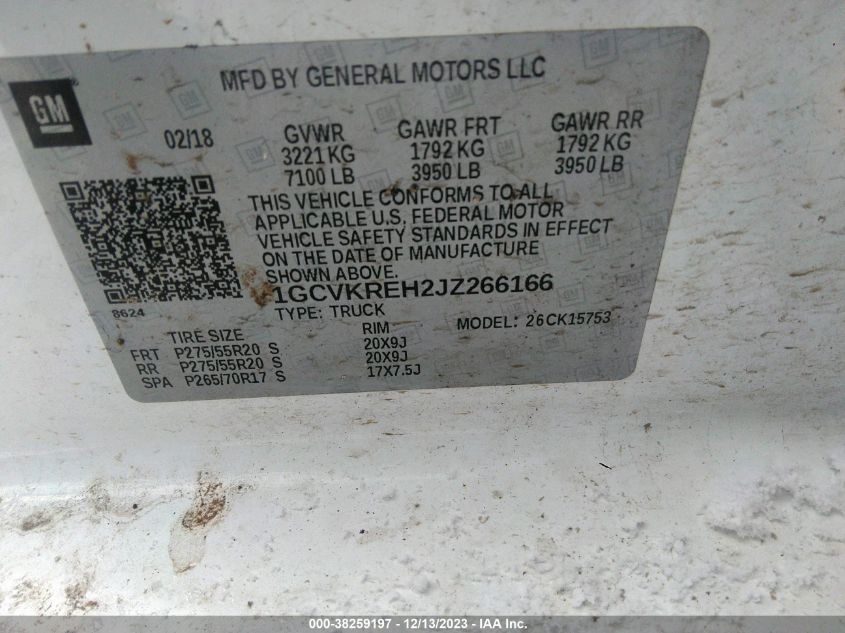 GM
MFD BY GENERAL MOTORS LLC
02/18 GVWR GAWR FRT GAWR RR
3221 KG 1792 KG 1792 KG
7100 LB 3950 LB 3950 LB
THIS VEHICLE CONFORMS TO ALL
APPLICABLE U.S. FEDERAL MOTOR
VEHICLE SAFETY STANDARDS IN EFFECT
ON THE DATE OF MANUFACTURE
SHOWN ABOVE.
1GCVKREH2JZ266166
8624 TYPE: TRUCK MODEL: 26CK15753
TIRE SIZE RIM
FRT P275/55R20 S 20X9J
RR P275/55R20 S 20X9J
SPA P265/70R17 S 17X7.5J
000-38259197 - 12/13/2023 - IAA Inc.